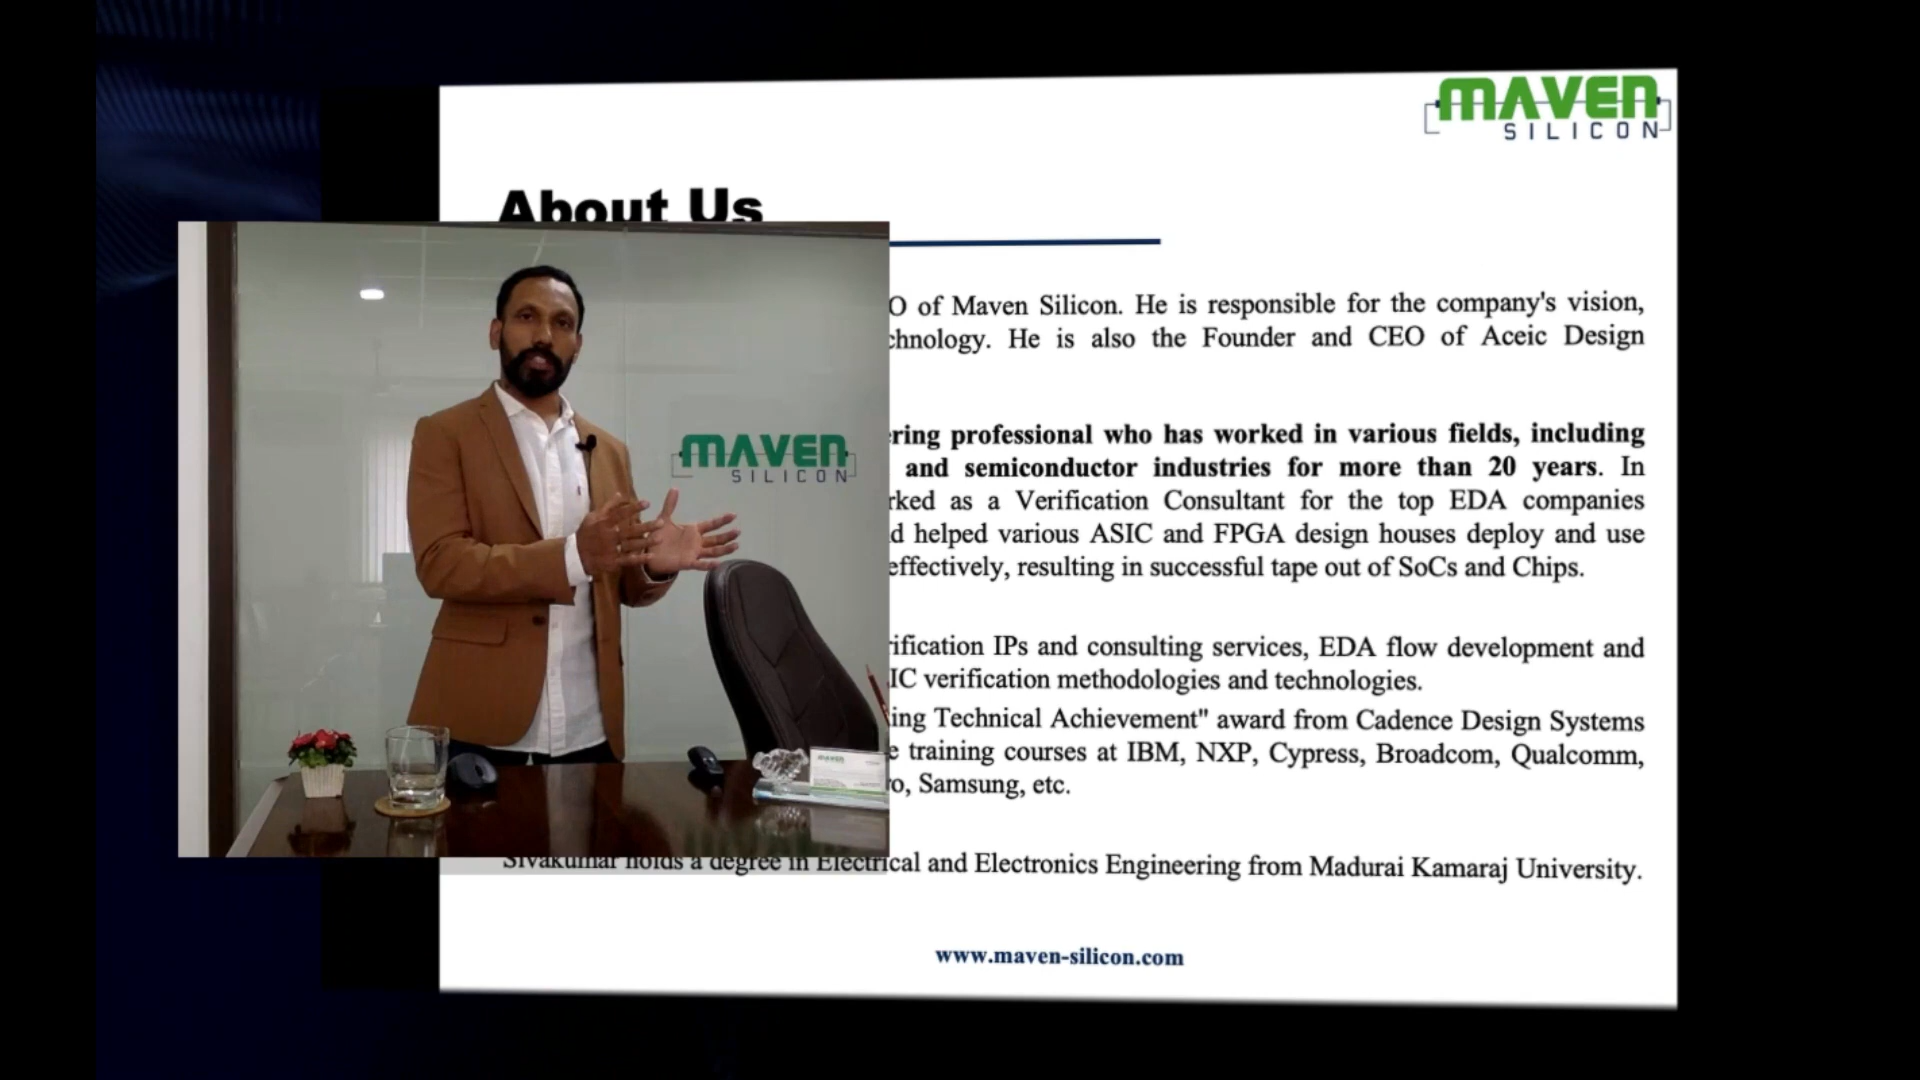 MAVEN
SILICON
About Us
of Maven Silicon. He is responsible for the company's vision,
He is also the Founder and CEO of Aceic Design
professional who has worked in various fields, including
and semiconductor industries for more than 20 years. In
as a Verification Consultant for the top EDA companies
helped various ASIC and FPGA design houses deploy and use
effectively, resulting in successful tape out of SoCs and Chips.
IPs and consulting services, EDA flow development and
verification methodologies and technologies.
Technical Achievement" award from Cadence Design Systems
training courses at IBM, NXP, Cypress, Broadcom, Qualcomm,
Samsung, etc.
Sivakumar holds a degree in Electrical and Electronics Engineering from Madurai Kamaraj University.
www.maven-silicon.com
MAVEN
SILICON